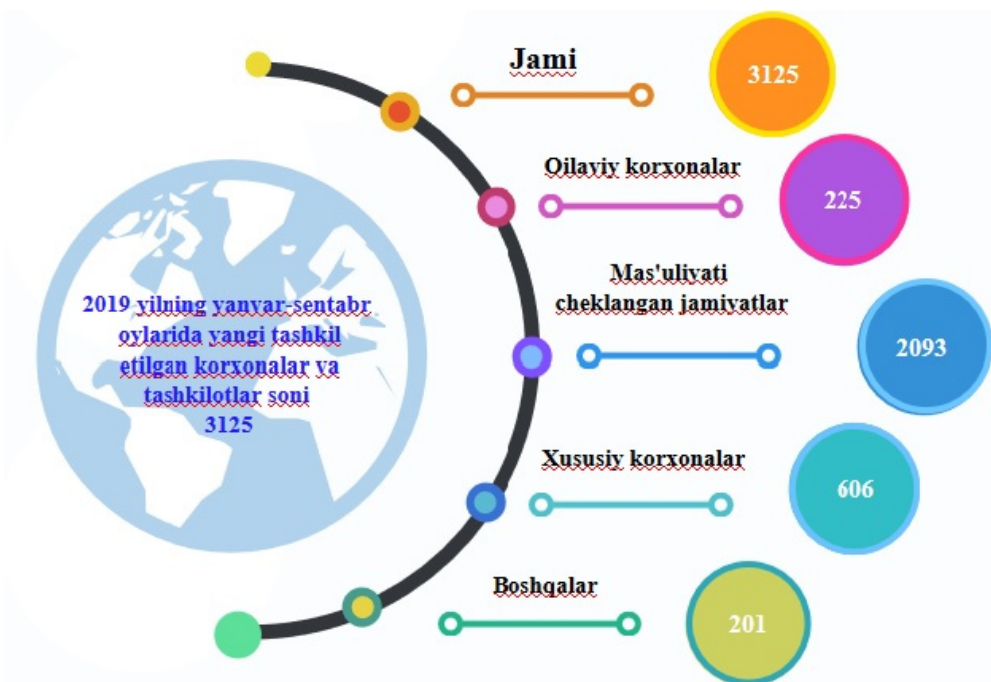 Jami
3125
Oilaviy korxonalar
225
Mas'uliyati
cheklangan jamiyatlar
2093
2019 yilning yanvar-sentabr
oylarida yangi tashkil
etilgan korxonalar va
tashkilotlar soni
3125
Xususiy korxonalar
606
Boshqalar
201